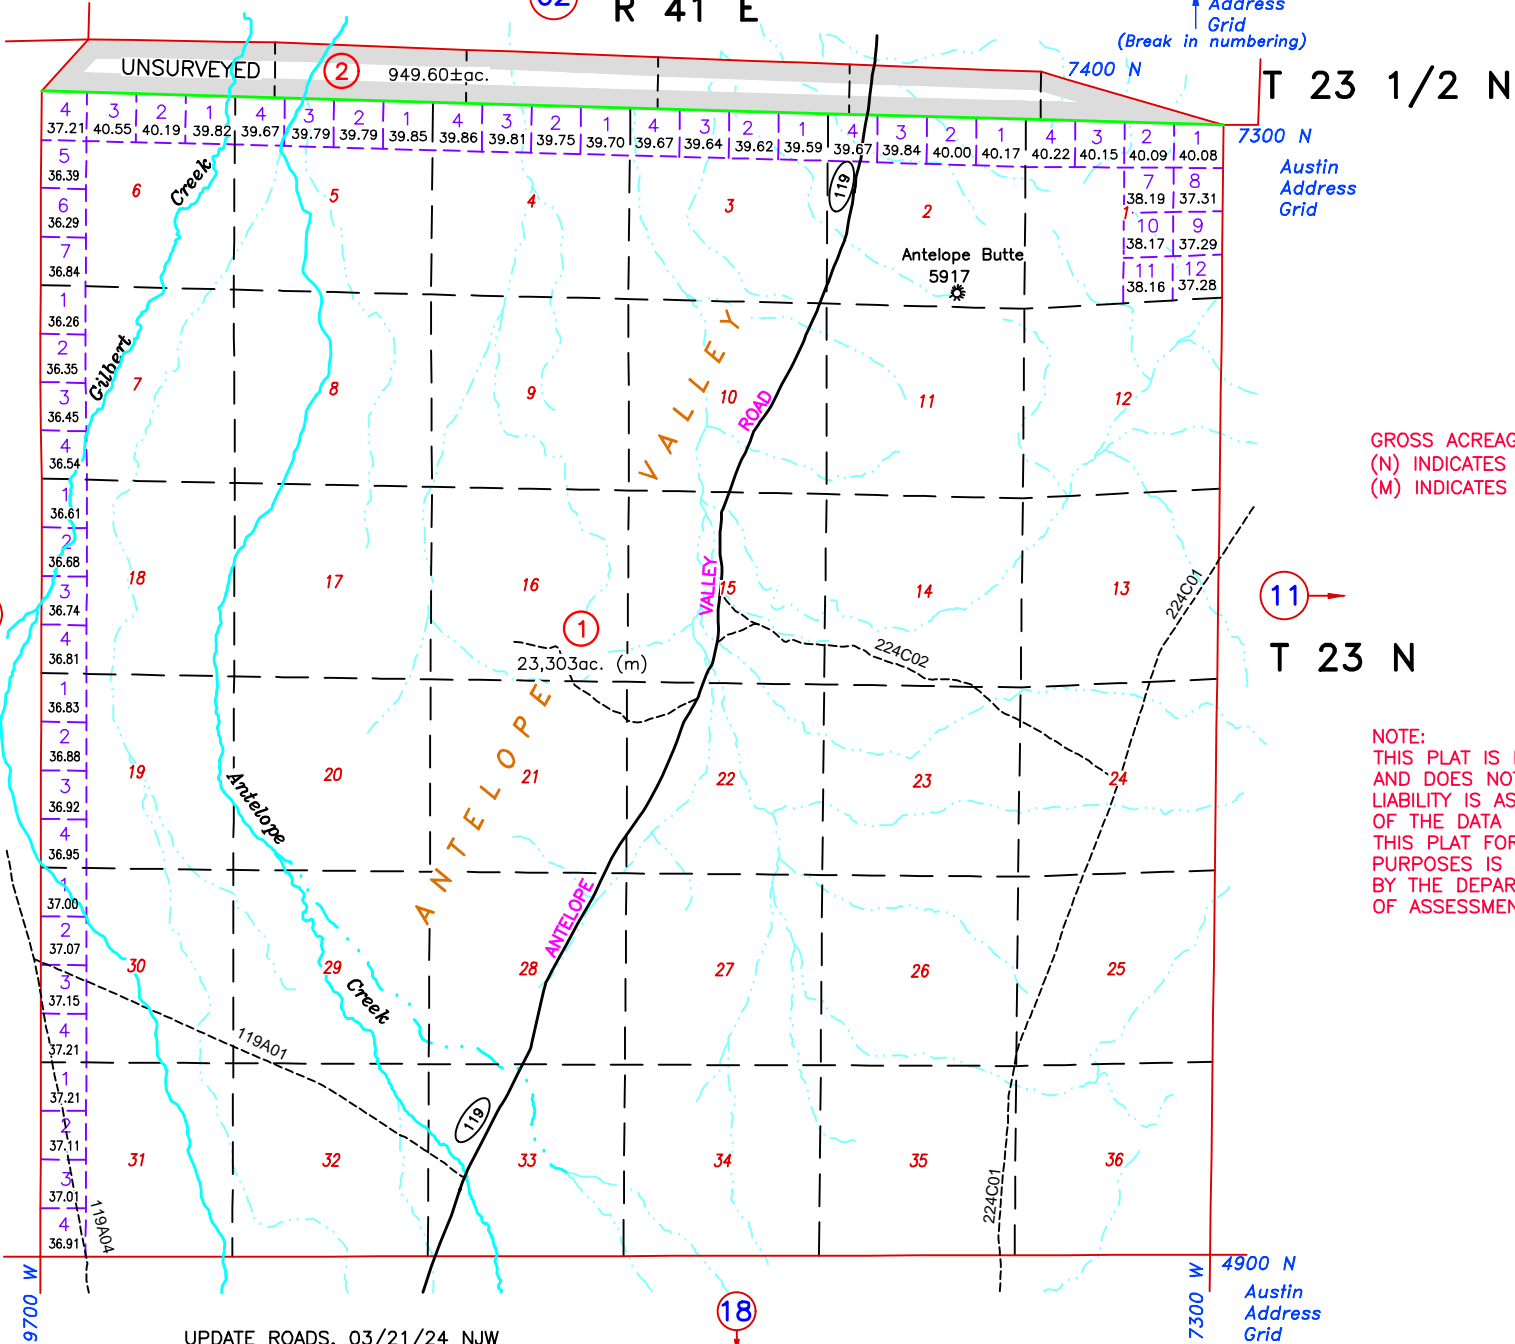 R 41 E
Address
Grid
(Break in numbering)
7400 N
T 23 1/2 N
UNSURVEYED
2
949.60±ac.
7300 N
Austin
Address
Grid
4 3 2 1 4 3 2 1 4 3 2 1 4 3 2 1 4 3 2 1 4 3 2 1
37.21 40.55 40.19 39.82 39.67 39.79 39.79 39.85 39.86 39.81 39.75 39.70 39.67 39.64 39.62 39.59 39.67 39.84 40.00 40.17 40.22 40.15 40.09 40.08
5
36.39
6
36.29
7
36.84
7 8
38.19 37.31
10 9
38.17 37.29
11 12
38.16 37.28
6 5 4 3 2 1
Creek
119
Antelope Butte
5917
1
36.26
2
36.35
3
36.45
4
36.54
Gilbert
7 8 9 10 11 12
VALLEY
ROAD
GROSS ACREAG
(N) INDICATES
(M) INDICATES
1
36.61
2
36.68
3
36.74
4
36.81
18 17 16 15 14 13
VALLEY
224C01
11
1
23,303ac. (m)
224C02
T 23 N
1
36.83
2
36.88
3
36.92
4
36.95
19 20 21 22 23 24
Antelope
ANTELOPE
NOTE:
THIS PLAT IS
AND DOES NO
LIABILITY IS AS
OF THE DATA
THIS PLAT FOR
PURPOSES IS
BY THE DEPAR
OF ASSESSMEN
1
37.00
2
37.07
3
37.15
4
37.21
30 29 28 27 26 25
ANTELOPE
Creek
119A01
1
37.21
2
37.11
3
37.01
4
36.91
31 32 33 34 35 36
119
119A04
224C01
9700 W
7300 W
4900 N
Austin
Address
Grid
18
UPDATE ROADS, 03/21/24 NJW